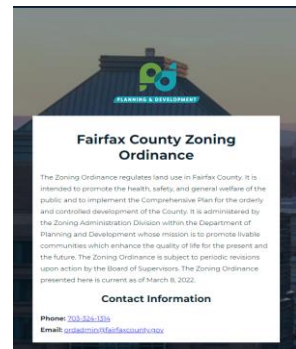 PLANNING & DEVELOPMENT
Fairfax County Zoning
Ordinance
The Zoning Ordinance regulates land use in Fairfax County. It is
intended to promote the health, safety, and general welfare of the
public and to implement the Comprehensive Plan for the orderly
and controlled development of the County. It is administered by
the Zoning Administration Division within the Department of
Planning and Development whose mission is to promote livable
communities which enhance the quality of life for the present and
the future. The Zoning Ordinance is subject to periodic revisions
upon action by the Board of Supervisors. The Zoning Ordinance
presented here is current as of March 8, 2022.
Contact Information
Phone: 703-324-1314
Email: ordadmin@fairfaxcounty.gov